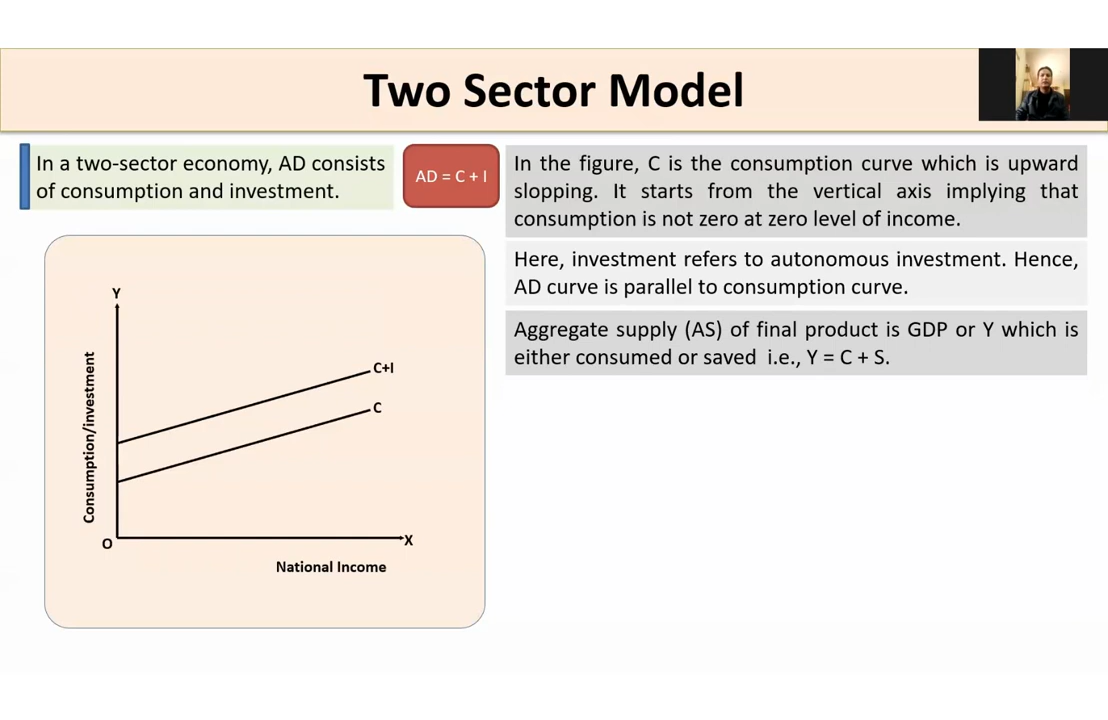 Two Sector Model
In a two-sector economy, AD consists
of consumption and investment.
AD = C + I
In the figure, C is the consumption curve which is upward
slopping. It starts from the vertical axis implying that
consumption is not zero at zero level of income.
Here, investment refers to autonomous investment. Hence,
AD curve is parallel to consumption curve.
Aggregate supply (AS) of final product is GDP or Y which is
either consumed or saved i.e., Y = C + S.
Y
Consumption/investment
C+I
C
O
X
National Income